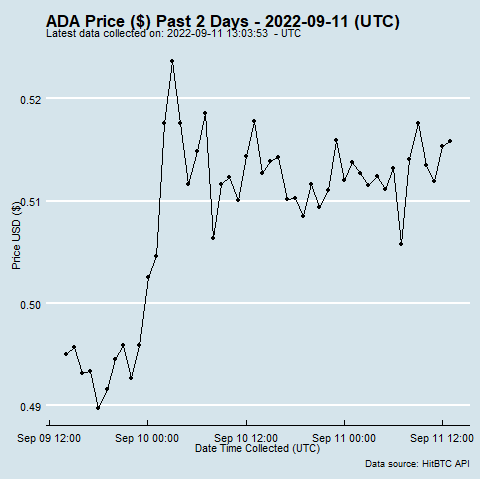 ADA Price ($) Past 2 Days - 2022-09-11 (UTC)
Latest data collected on: 2022-09-11 13:03:53 - UTC
0.52
0.51
0.50
0.49
Price USD ($)
Sep 09 12:00 Sep 10 00:00 Sep 10 12:00 Sep 11 00:00 Sep 11 12:00
Date Time Collected (UTC)
Data source: HitBTC API